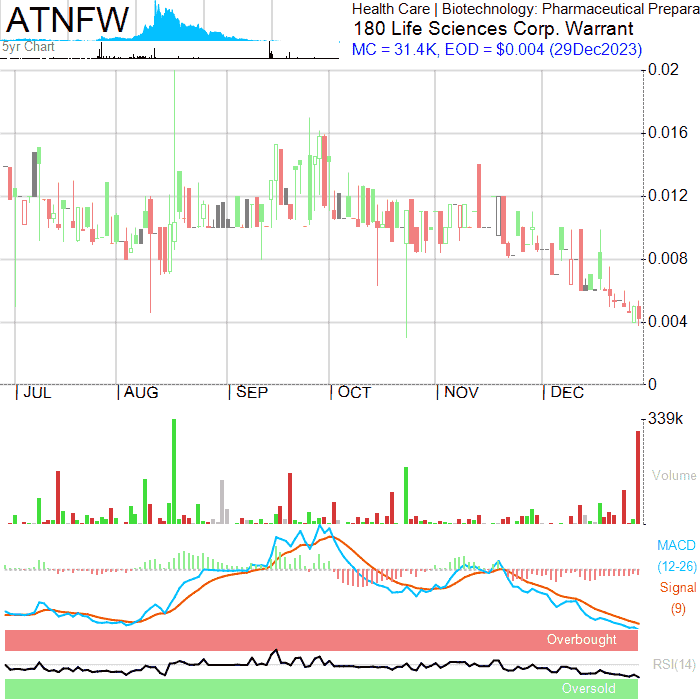 ATNFW
5yr Chart
Health Care | Biotechnology: Pharmaceutical Prepara
180 Life Sciences Corp. Warrant
MC = 31.4K, EOD = $0.004 (29Dec2023)
0.02
0.016
0.012
0.008
0.004
0
JUL AUG SEP OCT NOV DEC
339k
Volume
MACD
(12-26)
Signal
(9)
Overbought
RSI(14)
Oversold